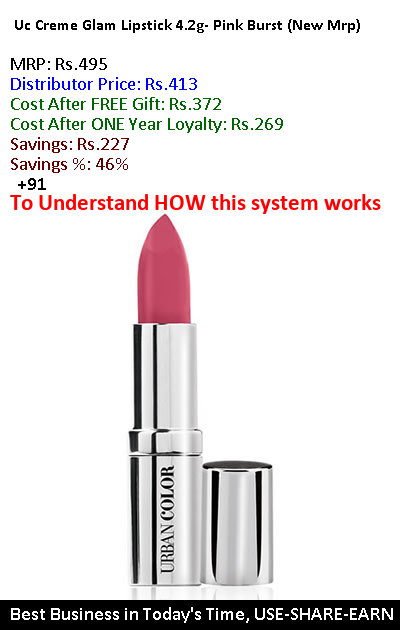 Uc Creme Glam Lipstick 4.2g- Pink Burst (New Mrp)
MRP: Rs.495
Distributor Price: Rs.413
Cost After FREE Gift: Rs.372
Cost After ONE Year Loyalty: Rs.269
Savings: Rs.227
Savings %: 46%
+91
To Understand HOW this system works
URBAN COLOR
Best Business in Today's Time, USE-SHARE-EARN